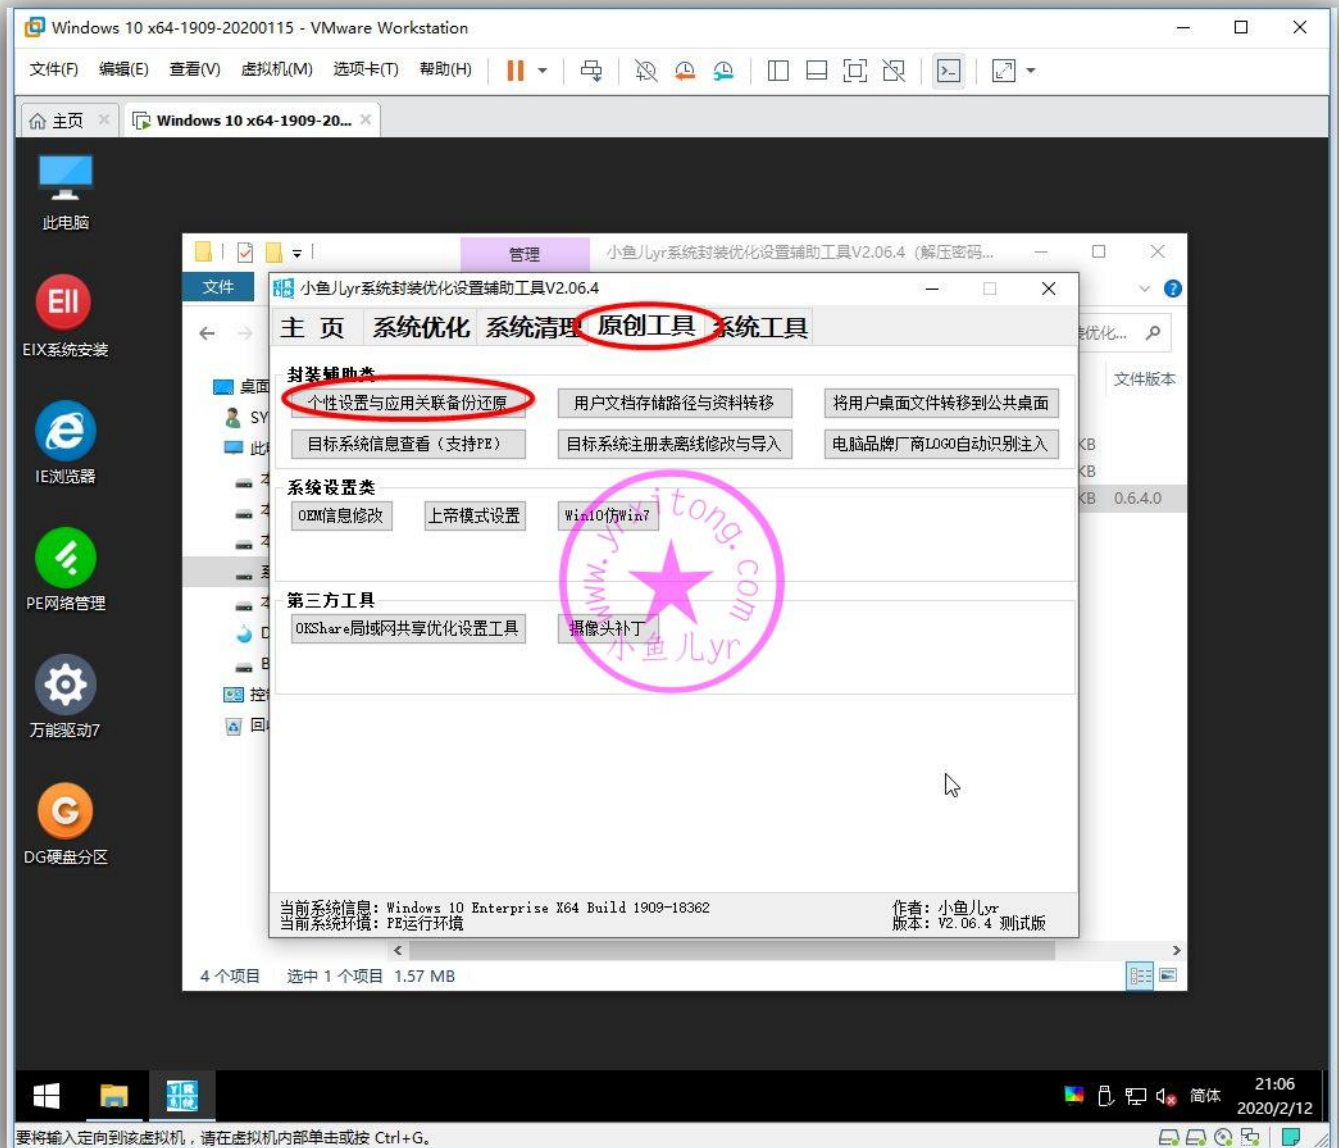 Windows 10 x64-1909-20200115 - VMware Workstation
文件(F) 编辑(E) 查看(V) 虚拟机(M) 选项卡(T) 帮助(H)
主页 Windows 10 x64-1909-20...
此电脑
EII
EIX系统安装
IE浏览器
PE网络管理
万能驱动7
G
DG硬盘分区
管理 小鱼儿yr系统封装优化设置辅助工具V2.06.4 (解压密码...
文件
小鱼儿yr系统封装优化设置辅助工具V2.06.4
主 页 系统优化 系统清理 原创工具 系统工具
优化...
文件版本
桌面
SY
此电
控制
回收
KB
KB
KB 0.6.4.0
封装辅助类
个性设置与应用关联备份还原 用户文档存储路径与资料转移 将用户桌面文件转移到公共桌面
目标系统信息查看(支持PE) 目标系统注册表离线修改与导入 电脑品牌厂商LOGO自动识别注入
系统设置类
OEM信息修改 上帝模式设置 Win10仿Win7
第三方工具
OKShare局域网共享优化设置工具 摄像头补丁
www.yrxitong.com
小鱼儿yr
当前系统信息: Windows 10 Enterprise X64 Build 1909-18362 作者: 小鱼儿yr
当前系统环境: PE运行环境 版本: V2.06.4 测试版
4 个项目 选中 1 个项目 1.57 MB
YR
系统
简体
21:06
2020/2/12
要将输入定向到该虚拟机，请在虚拟机内部单击或按 Ctrl+G。